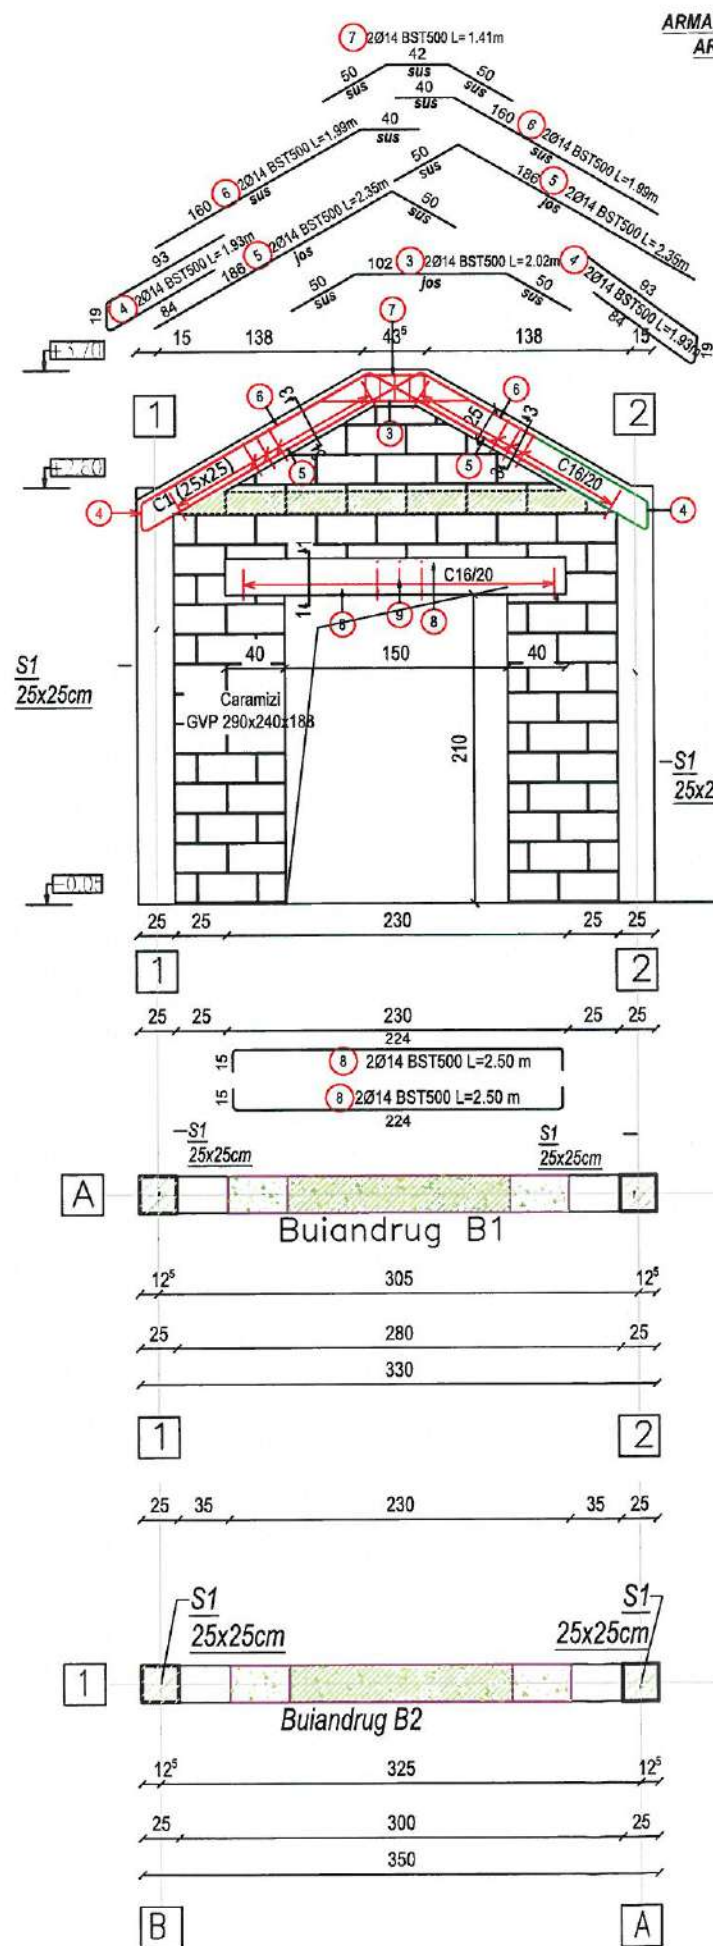 ARMA
AR
7 2Ø14 BST500 L=1.41m
42
sus
50
sus
50
sus
40
sus
160 6 2Ø14 BST500 L=1.99m
sus
40
sus
160 6 2Ø14 BST500 L=1.99m
sus
50
186 5 2Ø14 BST500 L=2.35m
jos
50
sus
186 5 2Ø14 BST500 L=2.35m
jos
93
4 2Ø14 BST500 L=1.93m
84
19
102 3 2Ø14 BST500 L=2.02m
jos
50
sus
50
sus
93
4 2Ø14 BST500 L=1.93m
84
19
15 138 43⁵ 138 15
+3.70
7
1 2
6 6
3
5 5
25
+2.60
C1 (25x25)
C16/20
4 4
C16/20
8 9 8
40 150 40
S1
25x25cm
Caramizi
GVP 290x240x188
210
S1
25x2
-0.05
25 25 230 25 25
1 2
25 25 230 25 25
224
15 8 2Ø14 BST500 L=2.50 m
15 8 2Ø14 BST500 L=2.50 m
224
S1
25x25cm
S1
25x25cm
A
Buiandrug B1
12⁵ 305 12⁵
25 280 25
330
1 2
25 35 230 35 25
S1
25x25cm
S1
25x25cm
1
Buiandrug B2
12⁵ 325 12⁵
25 300 25
350
B A